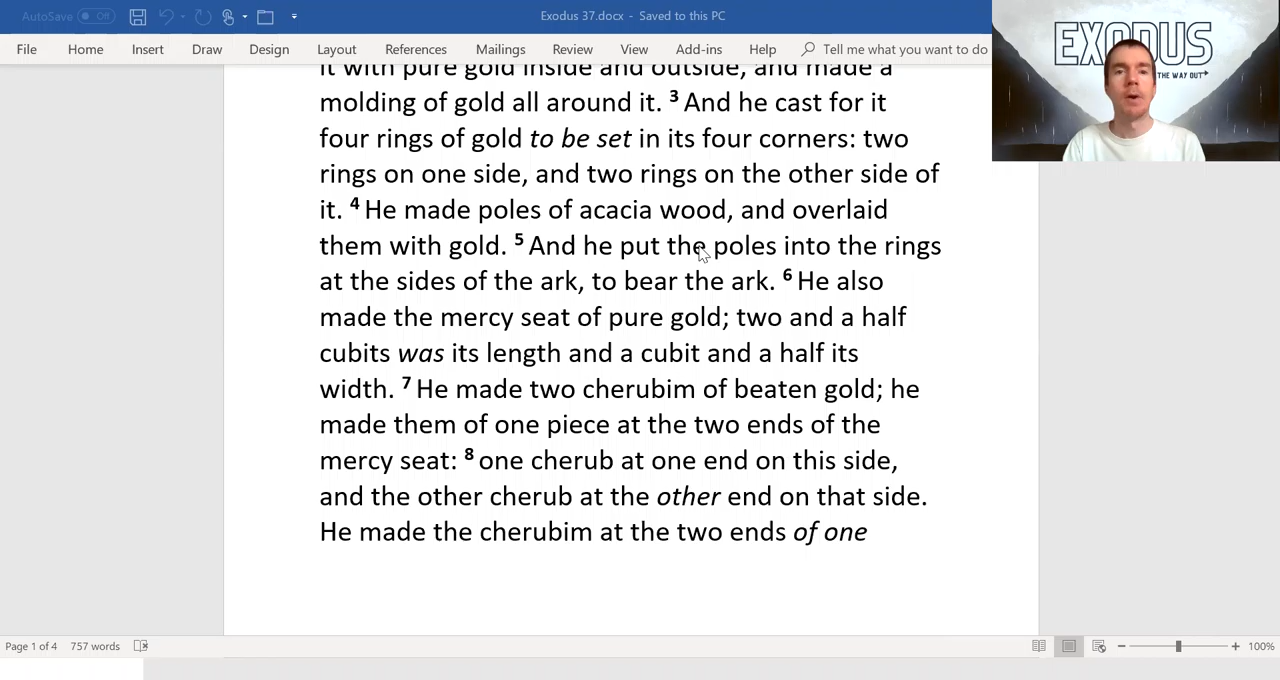 AutoSave Off
Exodus 37.docx - Saved to this PC
File Home Insert Draw Design Layout References Mailings Review View Add-ins Help Tell me what you want to do
EXODUS
THE WAY OUT
it with pure gold inside and outside, and made a
molding of gold all around it. 3 And he cast for it
four rings of gold to be set in its four corners: two
rings on one side, and two rings on the other side of
it. 4 He made poles of acacia wood, and overlaid
them with gold. 5 And he put the poles into the rings
at the sides of the ark, to bear the ark. 6 He also
made the mercy seat of pure gold; two and a half
cubits was its length and a cubit and a half its
width. 7 He made two cherubim of beaten gold; he
made them of one piece at the two ends of the
mercy seat: 8 one cherub at one end on this side,
and the other cherub at the other end on that side.
He made the cherubim at the two ends of one
Page 1 of 4 757 words 100%